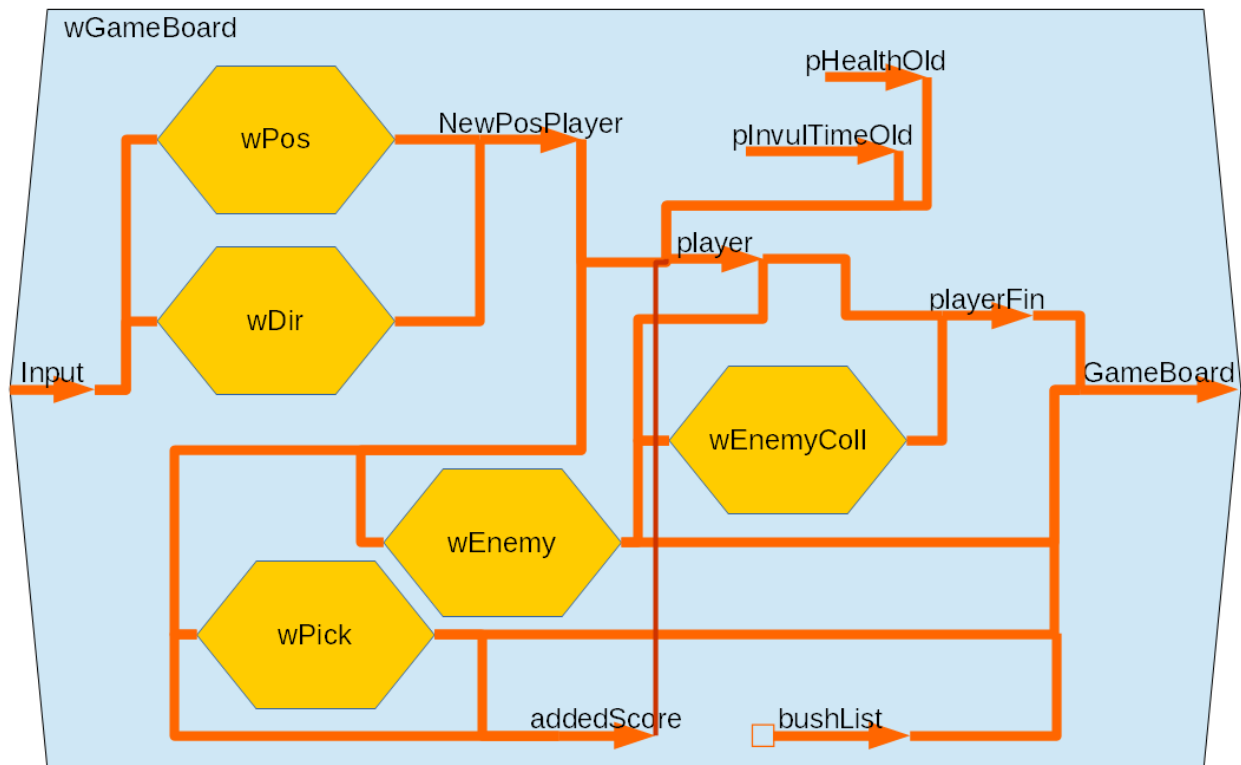 wGameBoard
pHealthOld
NewPosPlayer
wPos
pInvulTimeOld
player
playerFin
wDir
Input
GameBoard
wEnemyColl
wEnemy
wPick
addedScore
bushList